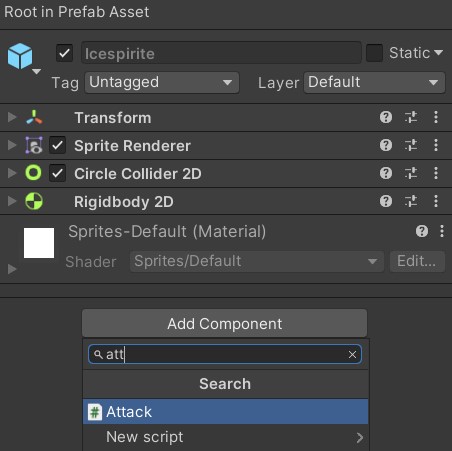 Root in Prefab Asset
Icespirite
Static
Tag Untagged Layer Default
Transform
Sprite Renderer
Circle Collider 2D
Rigidbody 2D
Sprites-Default (Material)
Shader Sprites/Default Edit...
Add Component
att
Search
Attack
New script